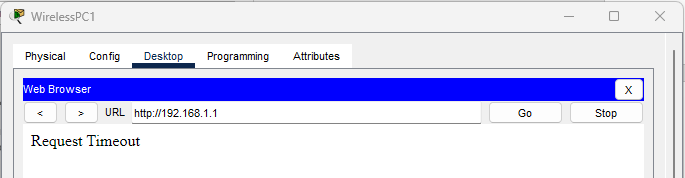 WirelessPC1
Physical Config Desktop Programming Attributes
Web Browser X
< > URL http://192.168.1.1 Go Stop
Request Timeout